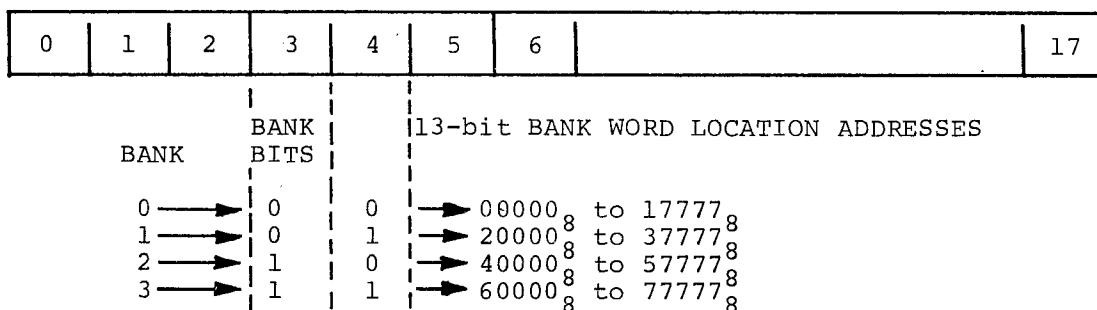 0 1 2 3 4 5 6 17
BANK 13-bit BANK WORD LOCATION ADDRESSES
BANK BITS
0 0 0 00000₈ to 17777₈
1 0 1 20000₈ to 37777₈
2 1 0 40000₈ to 57777₈
3 1 1 60000₈ to 77777₈